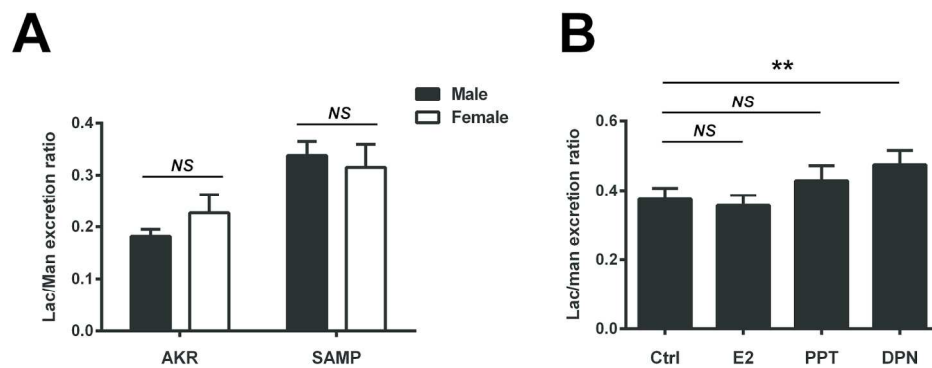 A
B
Male
Female
Lac/Man excretion ratio
0.4
0.3
0.2
0.1
0.0
NS
NS
AKR
SAMP
Lac/man excretion ratio
0.6
0.4
0.2
0.0
**
NS
NS
Ctrl
E2
PPT
DPN